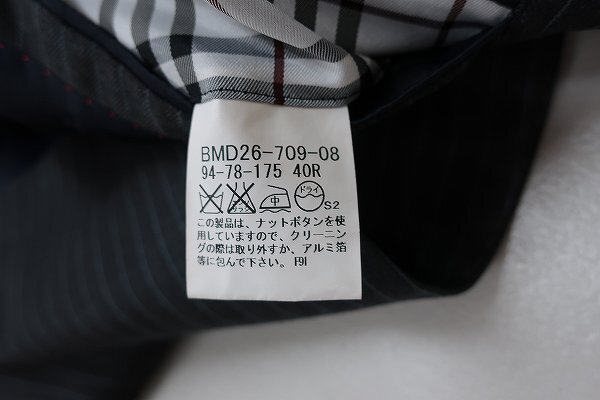 BMD26-709-08
94-78-175 40R
中 ドライ
S2
この製品は、ナットボタンを使
用していますので、クリーニン
グの際は取り外すか、アルミ箔
等に包んで下さい。 F9I